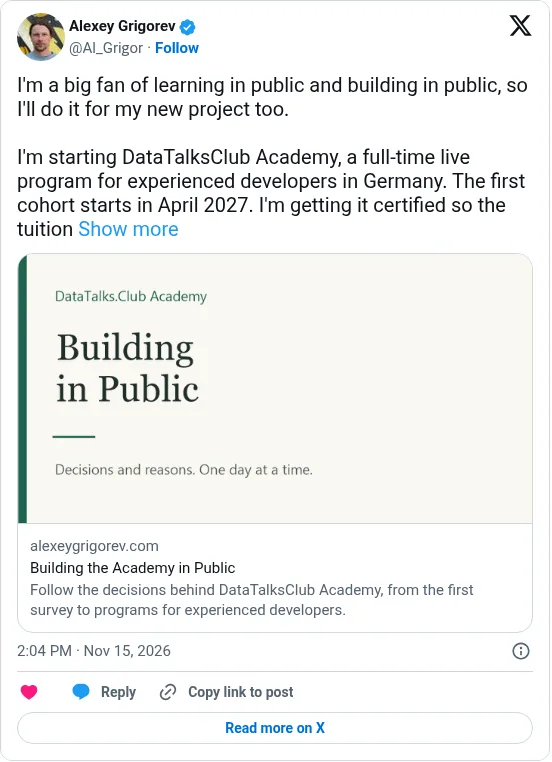 Alexey Grigorev
@Al_Grigor · Follow
I'm a big fan of learning in public and building in public, so
I'll do it for my new project too.
I'm starting DataTalksClub Academy, a full-time live
program for experienced developers in Germany. The first
cohort starts in April 2027. I'm getting it certified so the
tuition Show more
DataTalks.Club Academy
Building
in Public
Decisions and reasons. One day at a time.
alexeygrigorev.com
Building the Academy in Public
Follow the decisions behind DataTalksClub Academy, from the first
survey to programs for experienced developers.
2:04 PM · Nov 15, 2026
Reply Copy link to post
Read more on X